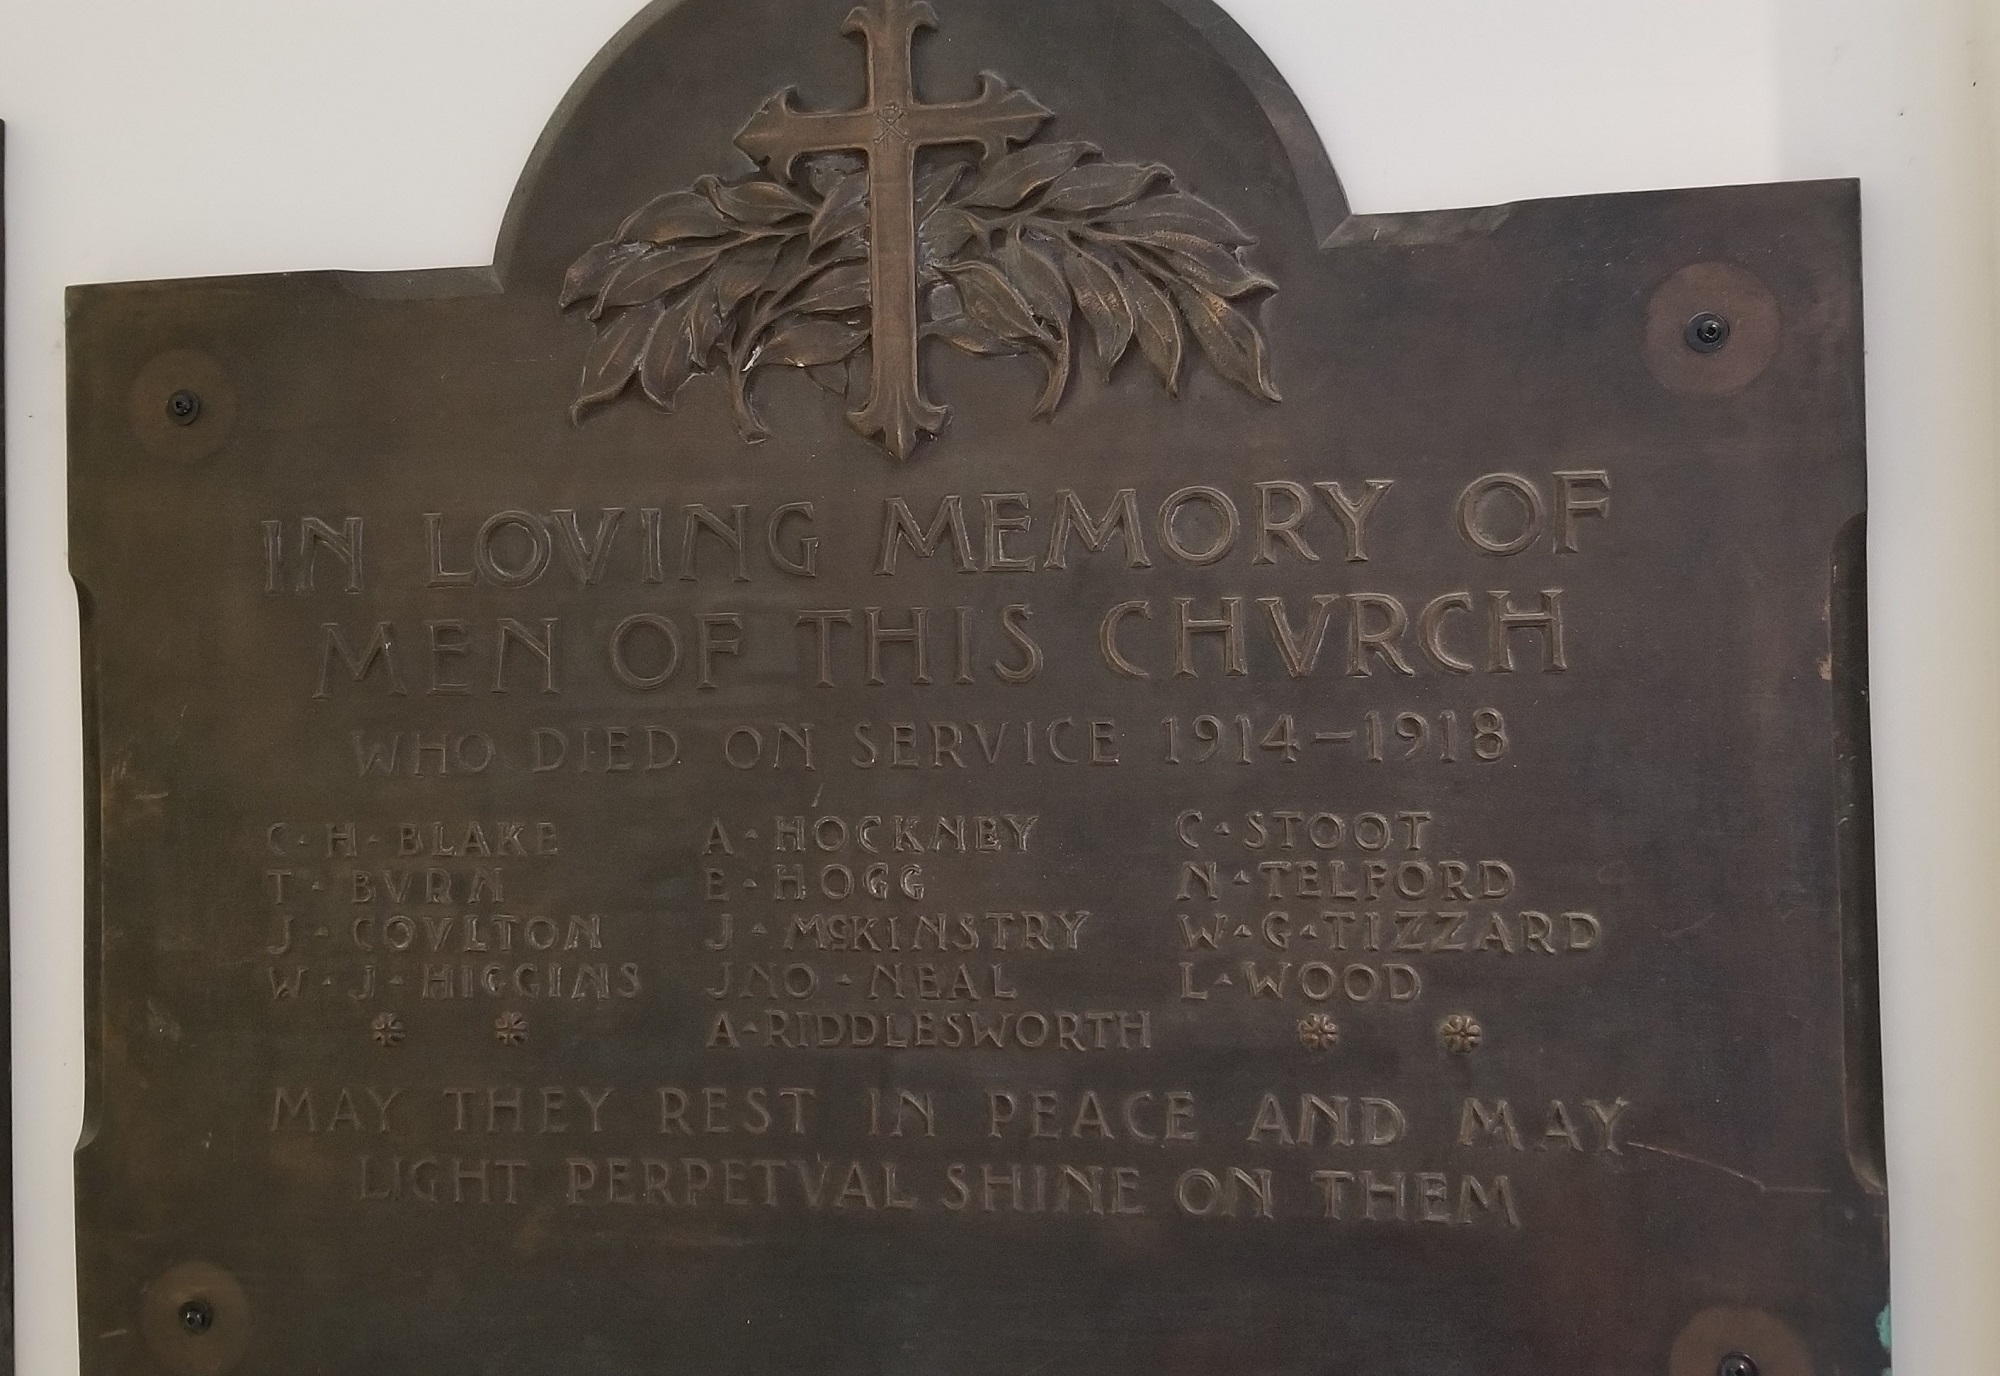 IN LOVING MEMORY OF
MEN OF THIS CHVRCH
WHO DIED ON SERVICE 1914-1918
C·H·BLAKE
T·BVRN
J·COVLTON
W·J·HIGGINS
A·HOCKNEY
E·HOGG
J·McKINSTRY
JNO·NEAL
A·RIDDLESWORTH
C·STOOT
N·TELFORD
W·G·TIZZARD
L·WOOD
MAY THEY REST IN PEACE AND MAY
LIGHT PERPETVAL SHINE ON THEM